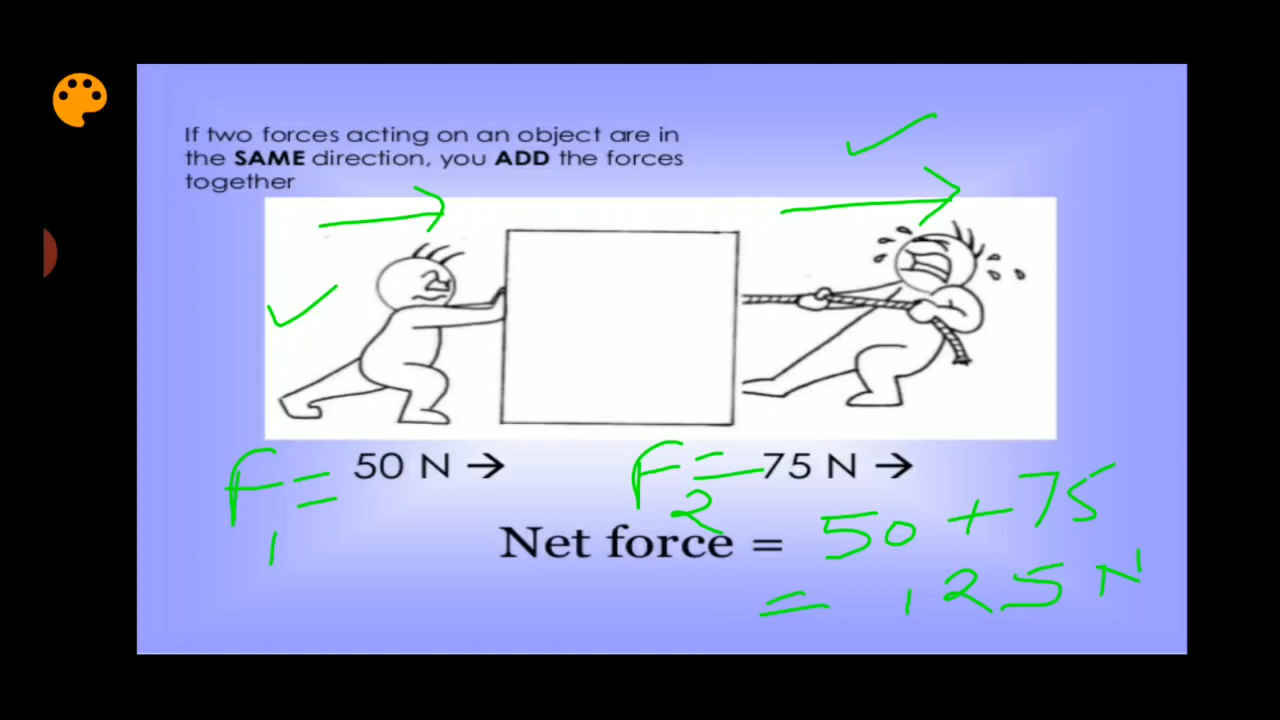 If two forces acting on an object are in
the SAME direction, you ADD the forces
together
F1 = 50 N → F2 = 75 N →
Net force = 50 + 75
= 125 N